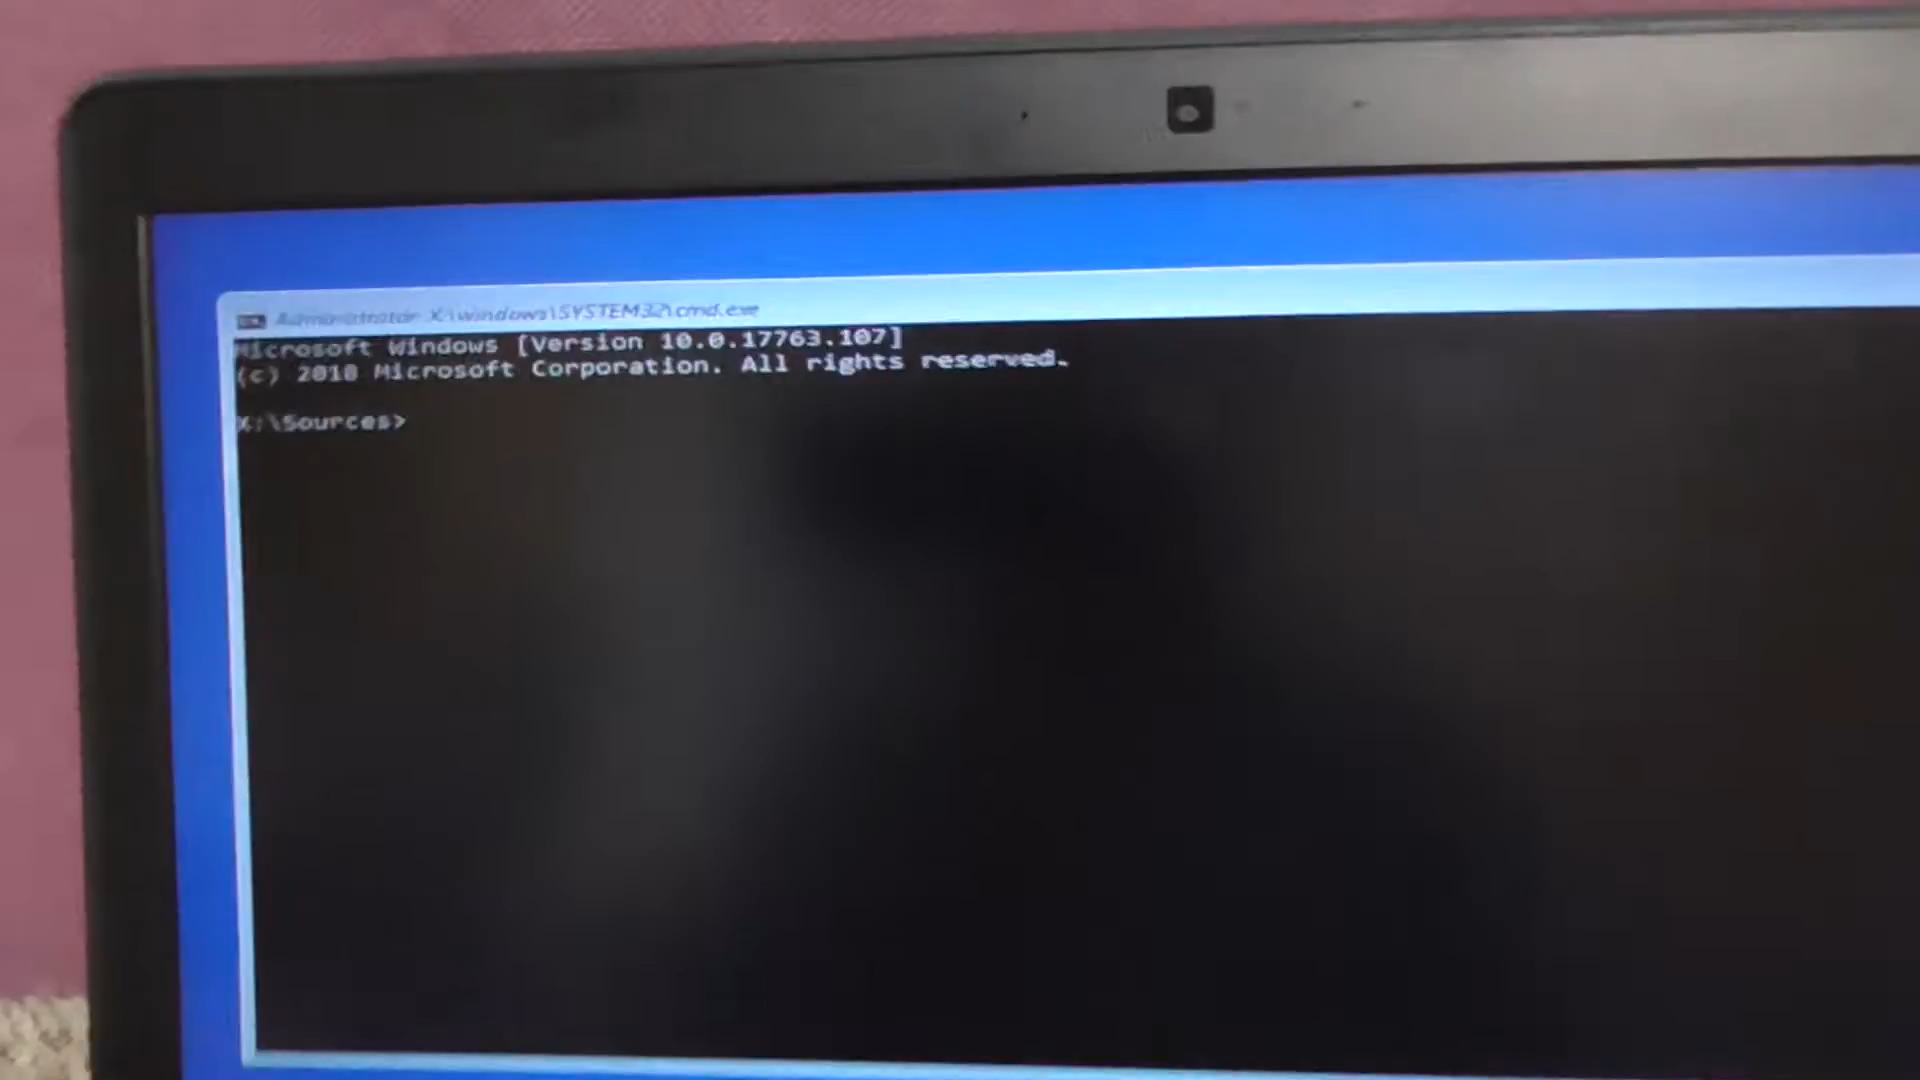 Administrator: X:\windows\SYSTEM32\cmd.exe
Microsoft Windows [Version 10.0.17763.107]
(c) 2018 Microsoft Corporation. All rights reserved.
X:\Sources>